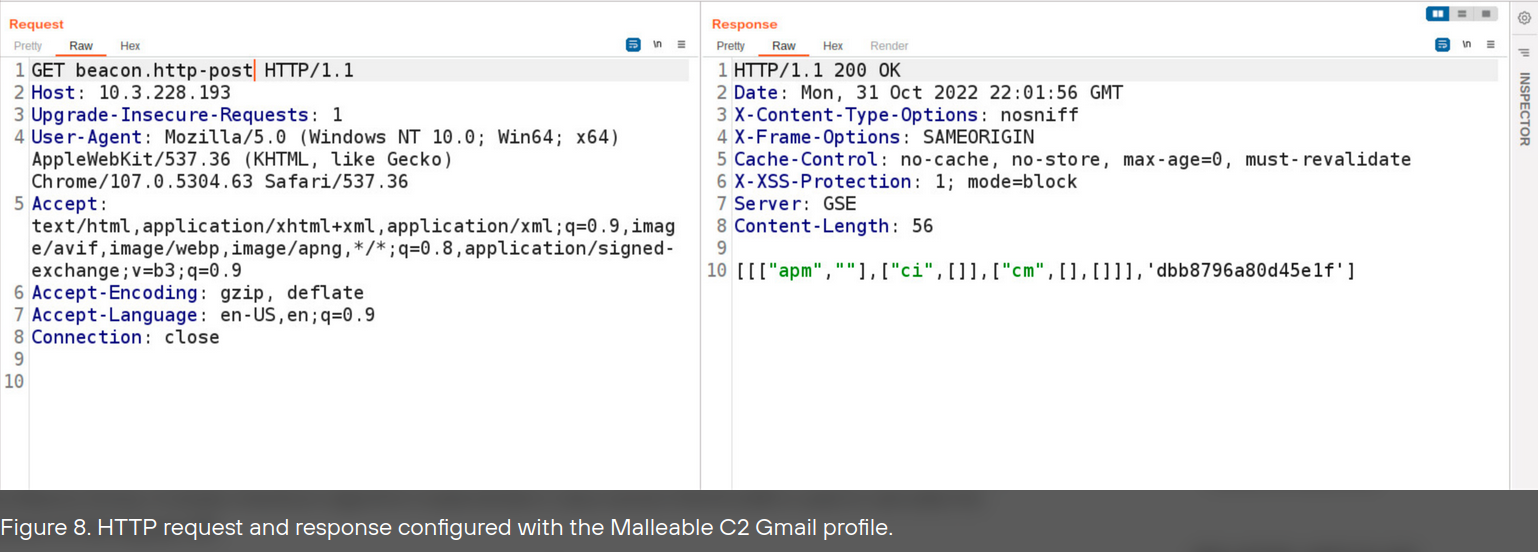 Request
Pretty Raw Hex
\n
1 GET beacon.http-post HTTP/1.1
2 Host: 10.3.228.193
3 Upgrade-Insecure-Requests: 1
4 User-Agent: Mozilla/5.0 (Windows NT 10.0; Win64; x64)
AppleWebKit/537.36 (KHTML, like Gecko)
Chrome/107.0.5304.63 Safari/537.36
5 Accept:
text/html,application/xhtml+xml,application/xml;q=0.9,imag
e/avif,image/webp,image/apng,*/*;q=0.8,application/signed-
exchange;v=b3;q=0.9
6 Accept-Encoding: gzip, deflate
7 Accept-Language: en-US,en;q=0.9
8 Connection: close
9
10
Response
Pretty Raw Hex Render
\n
1 HTTP/1.1 200 OK
2 Date: Mon, 31 Oct 2022 22:01:56 GMT
3 X-Content-Type-Options: nosniff
4 X-Frame-Options: SAMEORIGIN
5 Cache-Control: no-cache, no-store, max-age=0, must-revalidate
6 X-XSS-Protection: 1; mode=block
7 Server: GSE
8 Content-Length: 56
9
10 [[["apm",""],["ci",[]],["cm",[],[]]],'dbb8796a80d45e1f']
INSPECTOR
Figure 8. HTTP request and response configured with the Malleable C2 Gmail profile.